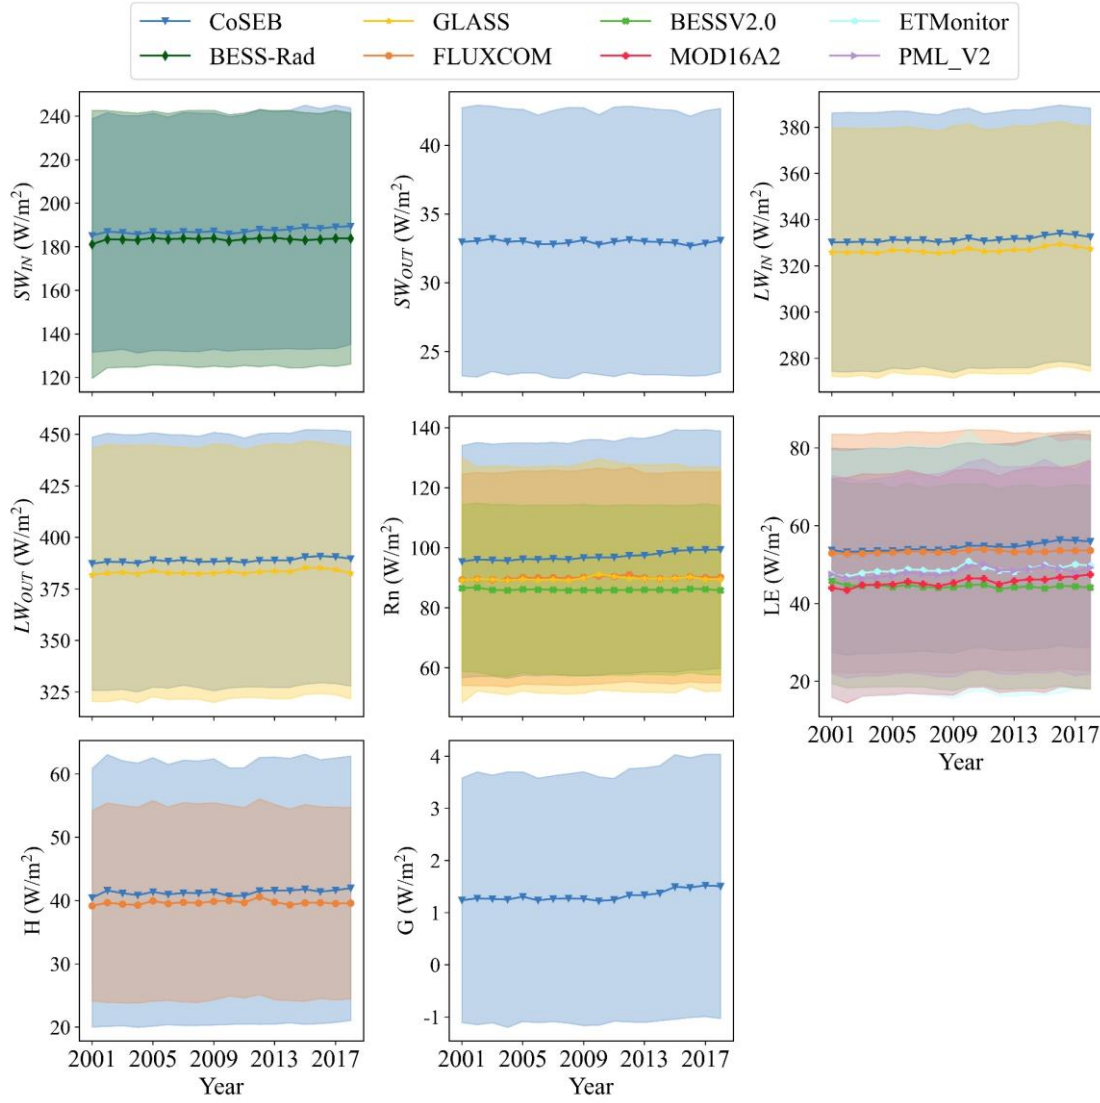 CoSEB GLASS BESSV2.0 ETMonitor
BESS-Rad FLUXCOM MOD16A2 PML_V2
SW_IN (W/m²)
240
220
200
180
160
140
120
SW_OUT (W/m²)
40
35
30
25
LW_IN (W/m²)
380
360
340
320
300
280
LW_OUT (W/m²)
450
425
400
375
350
325
Rn (W/m²)
140
120
100
80
60
LE (W/m²)
80
60
40
20
2001 2005 2009 2013 2017
Year
H (W/m²)
60
50
40
30
20
2001 2005 2009 2013 2017
Year
G (W/m²)
4
3
2
1
0
-1
2001 2005 2009 2013 2017
Year